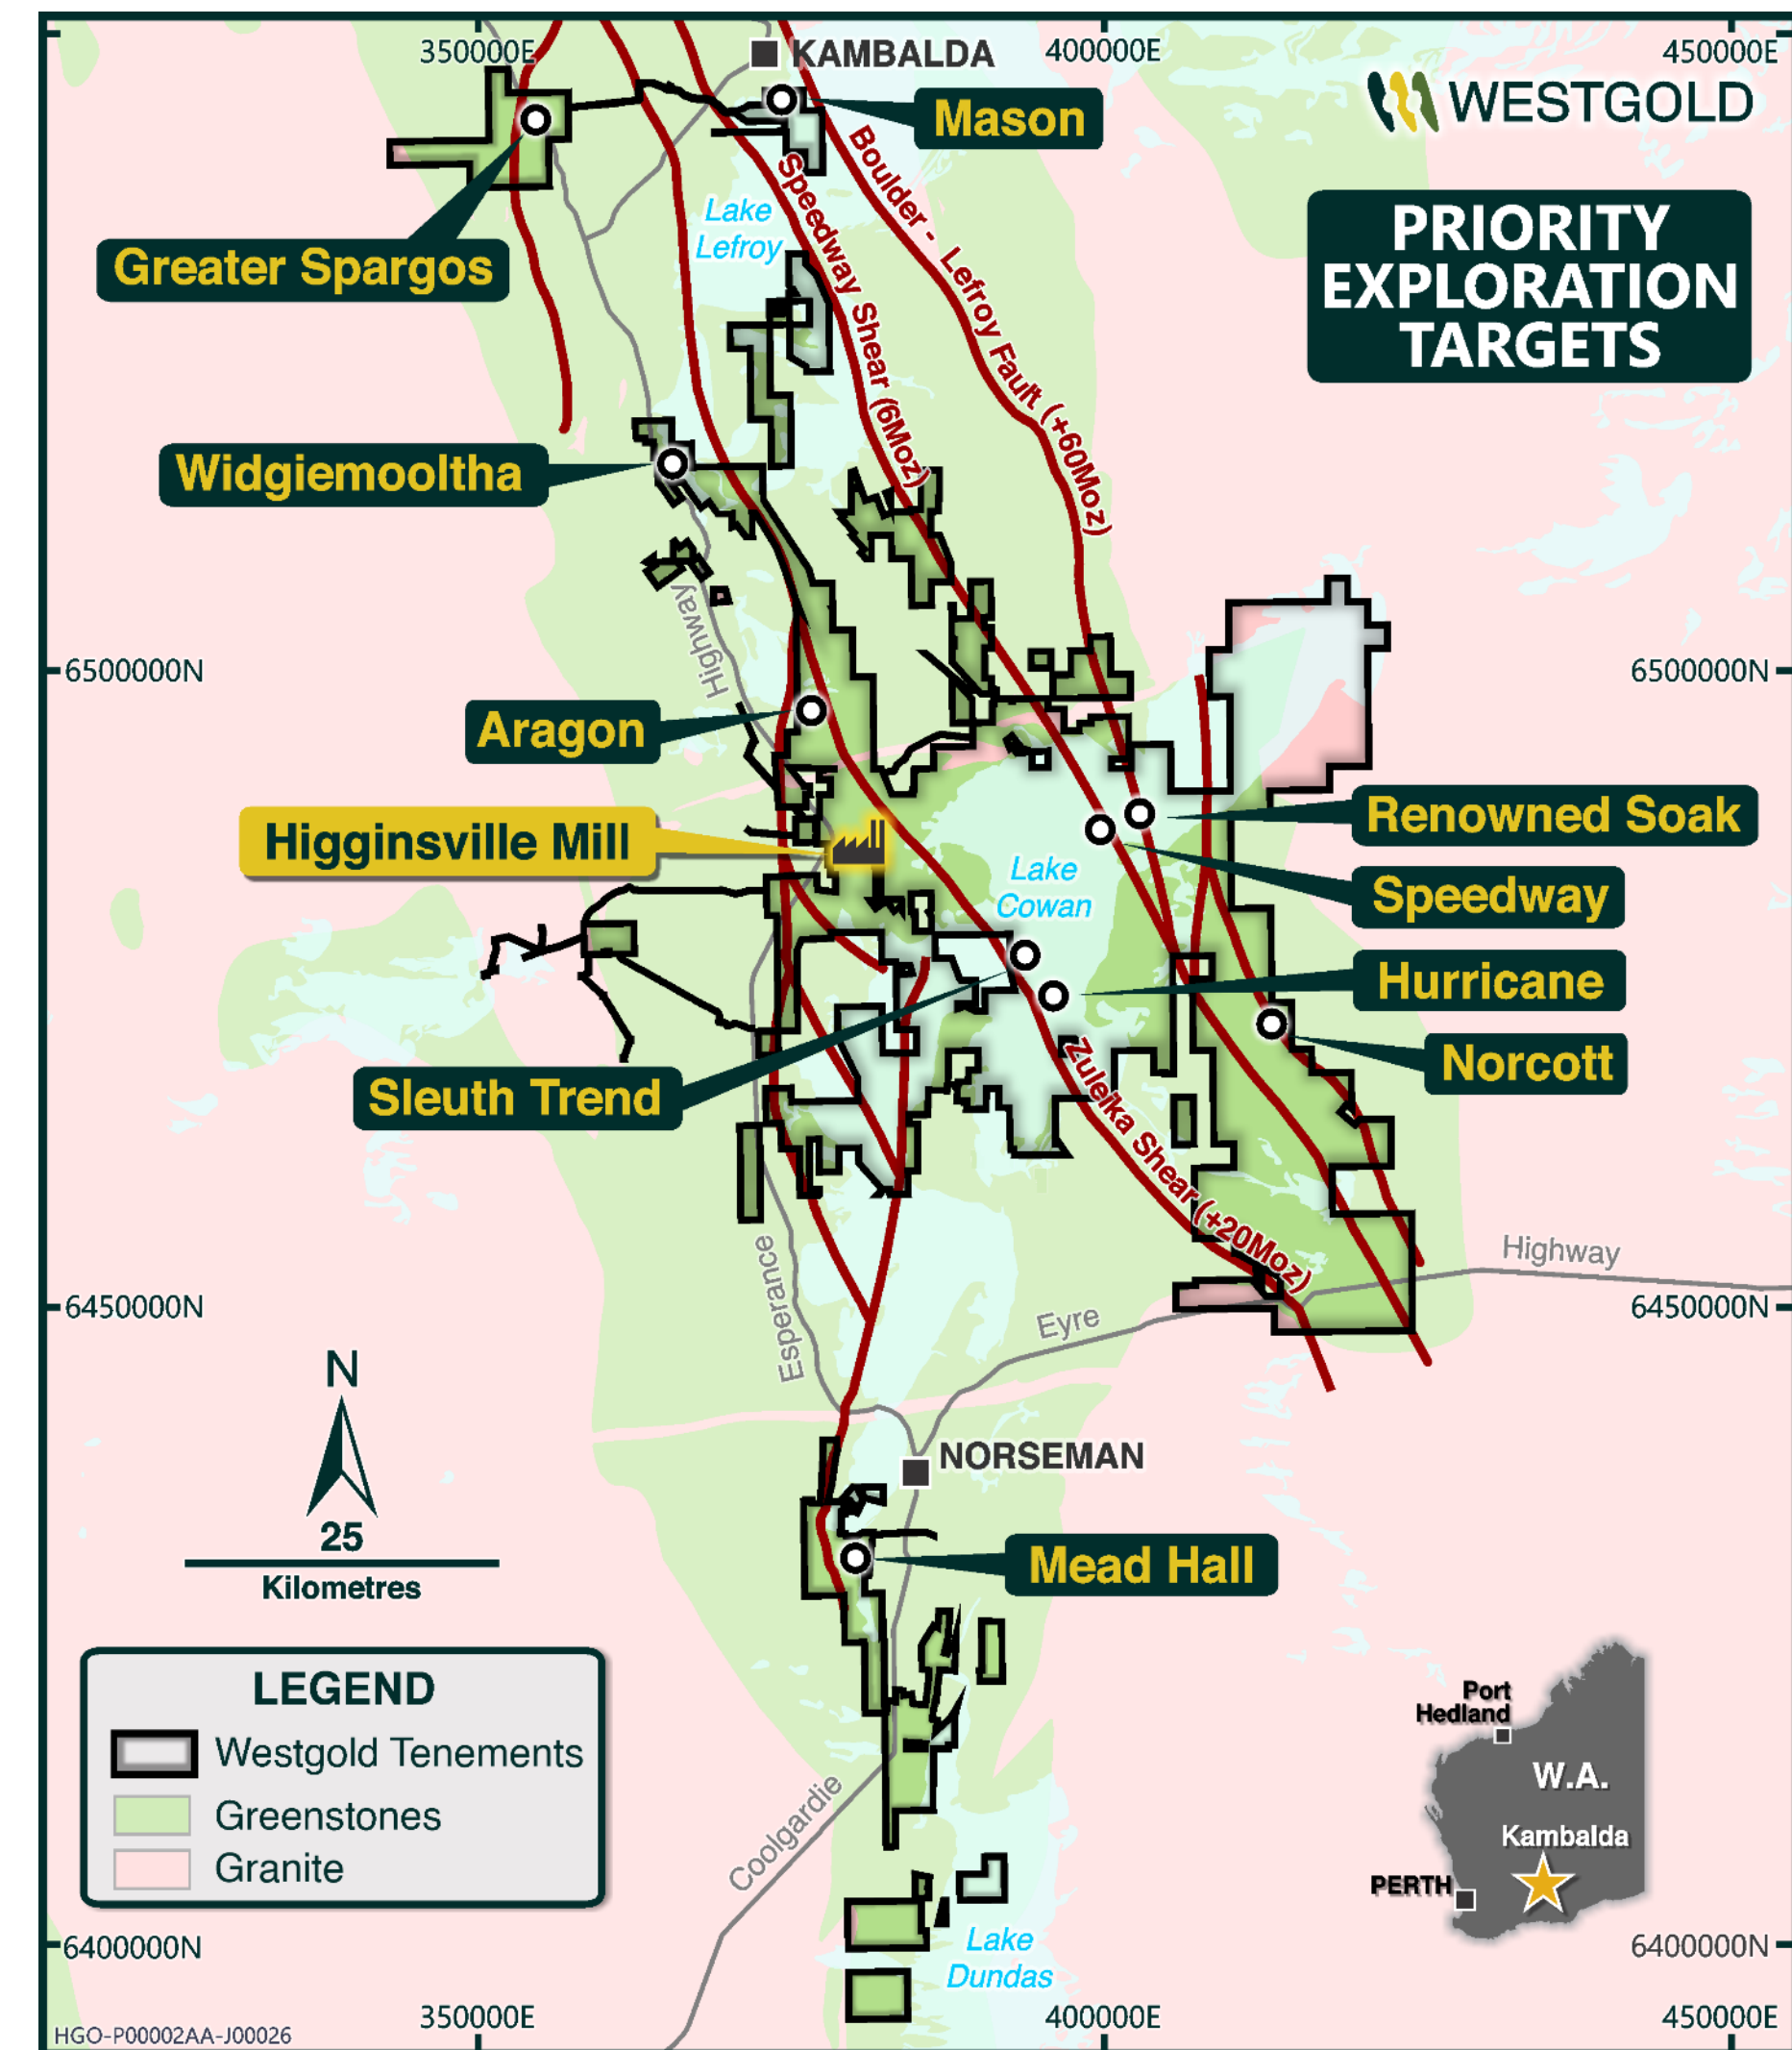 350000E
400000E
450000E
KAMBALDA
WESTGOLD
Mason
PRIORITY
EXPLORATION
TARGETS
Greater Spargos
Lake
Lefroy
Speedway Shear (6Moz)
Boulder - Lefroy Fault (+60Moz)
Widgiemooltha
Highway
6500000N
6500000N
Aragon
Higginsville Mill
Renowned Soak
Lake
Cowan
Speedway
Hurricane
Norcott
Sleuth Trend
Zuleika Shear (+20Moz)
Highway
Esperance
Eyre
6450000N
6450000N
N
25
Kilometres
NORSEMAN
Mead Hall
LEGEND
Westgold Tenements
Greenstones
Granite
Coolgardie
Port
Hedland
W.A.
Kambalda
PERTH
Lake
Dundas
6400000N
6400000N
HGO-P00002AA-J00026
350000E
400000E
450000E